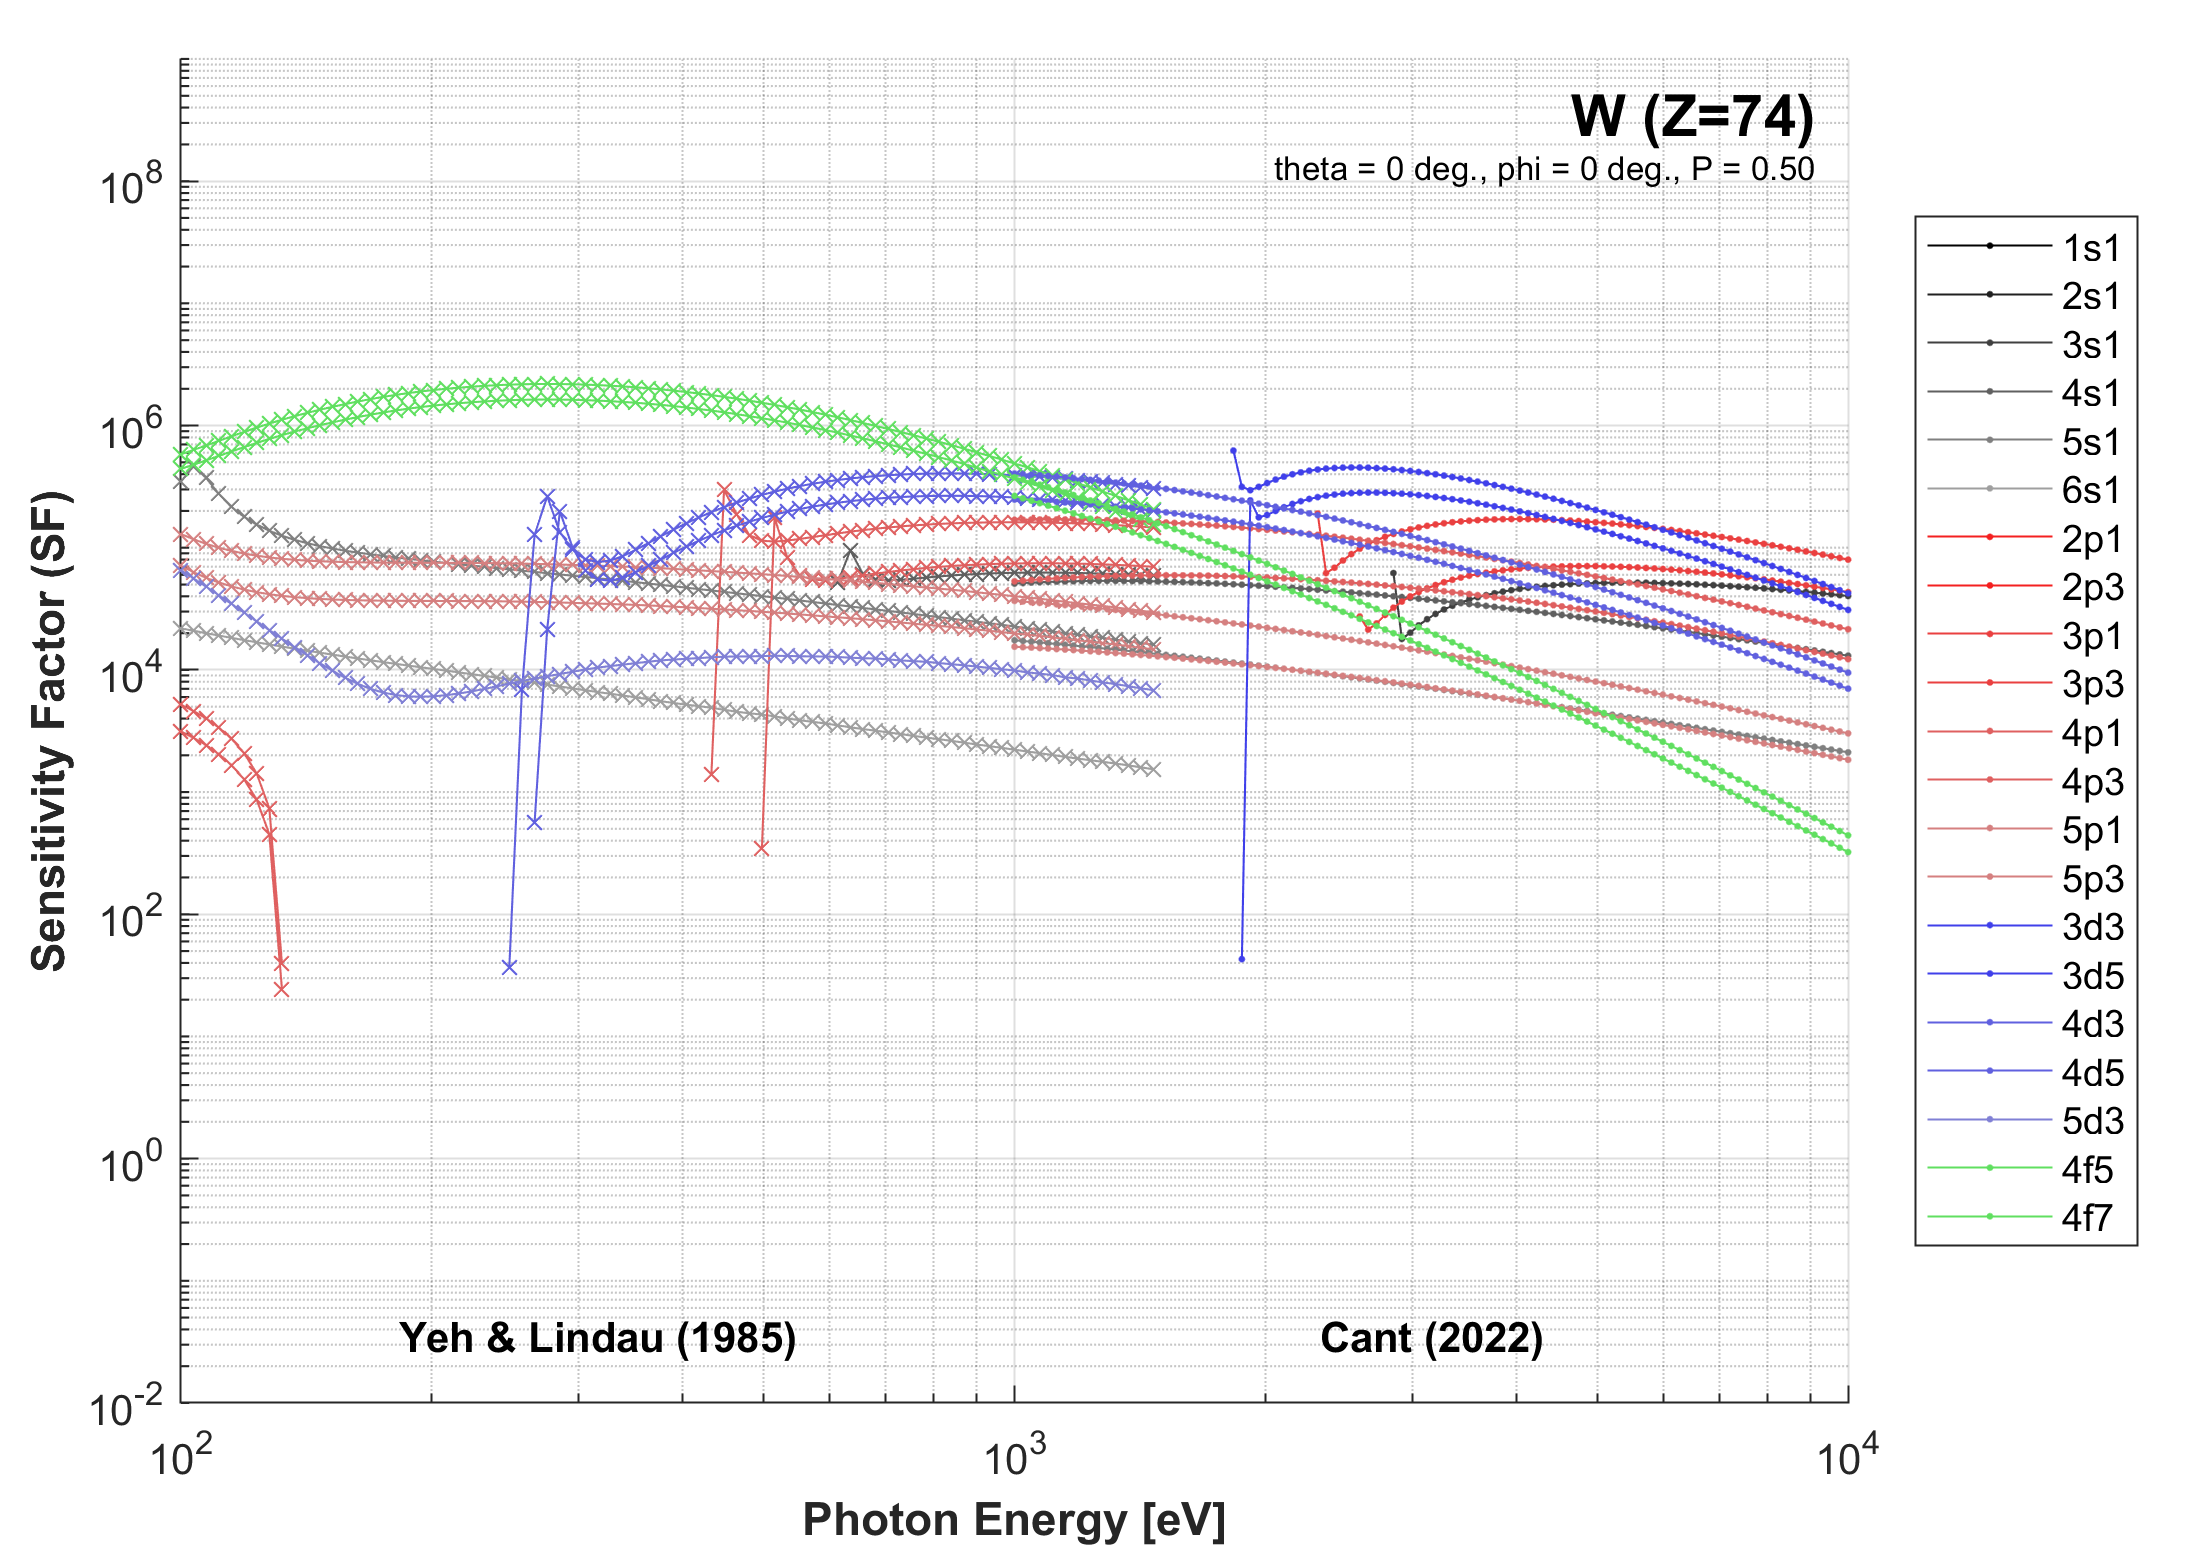 W (Z=74)
theta = 0 deg., phi = 0 deg., P = 0.50
Sensitivity Factor (SF)
10^8
10^6
10^4
10^2
10^0
10^-2
Yeh & Lindau (1985)
Cant (2022)
10^2
10^3
10^4
Photon Energy [eV]
1s1
2s1
3s1
4s1
5s1
6s1
2p1
2p3
3p1
3p3
4p1
4p3
5p1
5p3
3d3
3d5
4d3
4d5
5d3
4f5
4f7